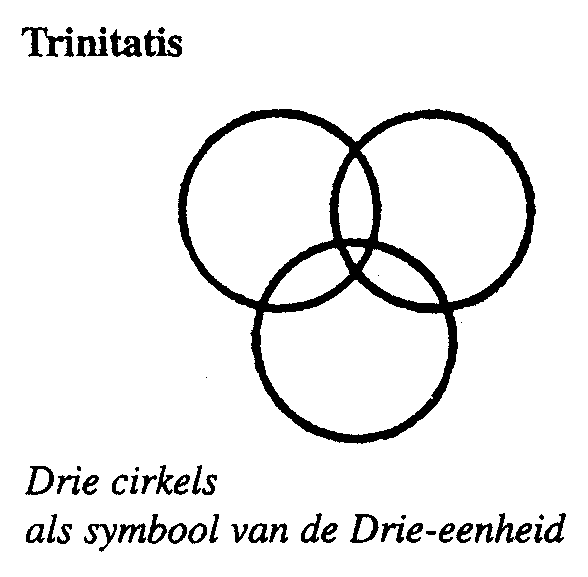 Trinitatis
Drie cirkels
als symbool van de Drie-eenheid